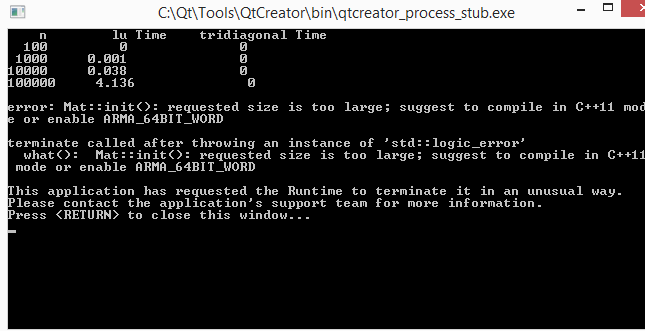 C:\Qt\Tools\QtCreator\bin\qtcreator_process_stub.exe
n lu Time tridiagonal Time
100 0 0
1000 0.001 0
10000 0.038 0
100000 4.136 0
error: Mat::init(): requested size is too large; suggest to compile in C++11 mod
e or enable ARMA_64BIT_WORD
terminate called after throwing an instance of 'std::logic_error'
what(): Mat::init(): requested size is too large; suggest to compile in C++11
mode or enable ARMA_64BIT_WORD
This application has requested the Runtime to terminate it in an unusual way.
Please contact the application's support team for more information.
Press <RETURN> to close this window...